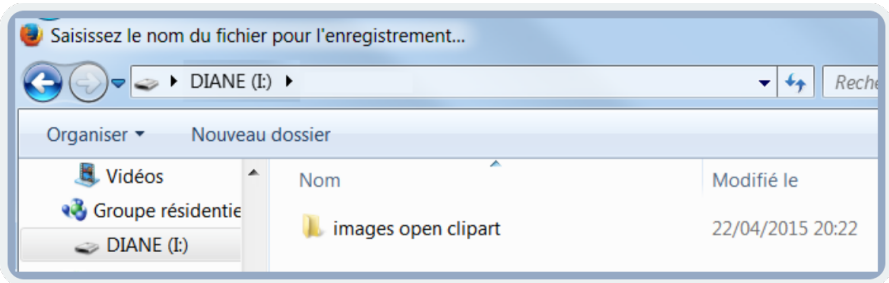 Saisissez le nom du fichier pour l'enregistrement...
DIANE (I:)
Organiser Nouveau dossier
Vidéos
Nom Modifié le
Groupe résidentie
images open clipart 22/04/2015 20:22
DIANE (I:)